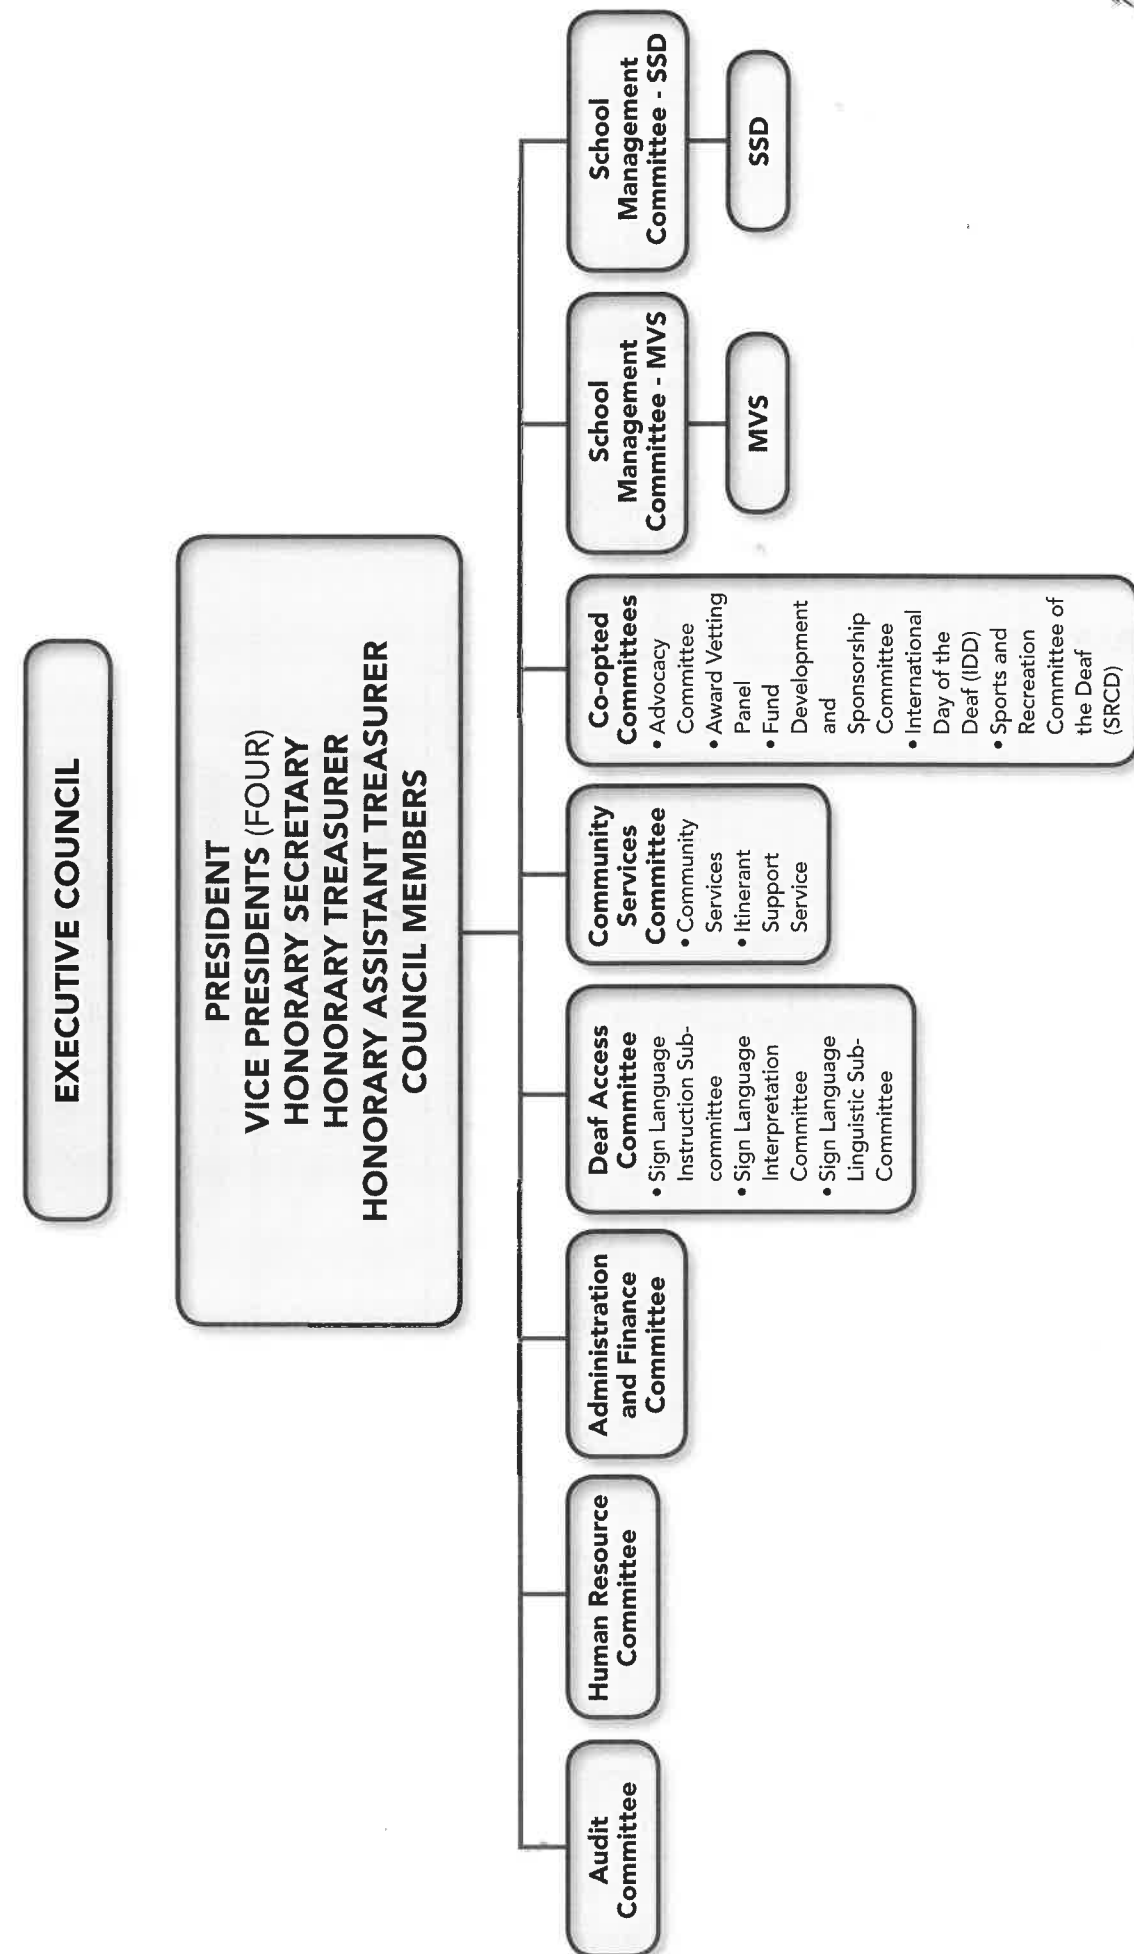 EXECUTIVE COUNCIL
PRESIDENT
VICE PRESIDENTS (FOUR)
HONORARY SECRETARY
HONORARY TREASURER
HONORARY ASSISTANT TREASURER
COUNCIL MEMBERS
Audit
Committee
Human Resource
Committee
Administration
and Finance
Committee
Deaf Access
Committee
• Sign Language
Instruction Sub-
committee
• Sign Language
Interpretation
Committee
• Sign Language
Linguistic Sub-
Committee
Community
Services
Committee
• Community
Services
• Itinerant
Support
Service
Co-opted
Committees
• Advocacy
Committee
• Award Vetting
Panel
• Fund
Development
and
Sponsorship
Committee
• International
Day of the
Deaf (IDD)
• Sports and
Recreation
Committee of
the Deaf
(SRCD)
School
Management
Committee - MVS
MVS
School
Management
Committee - SSD
SSD